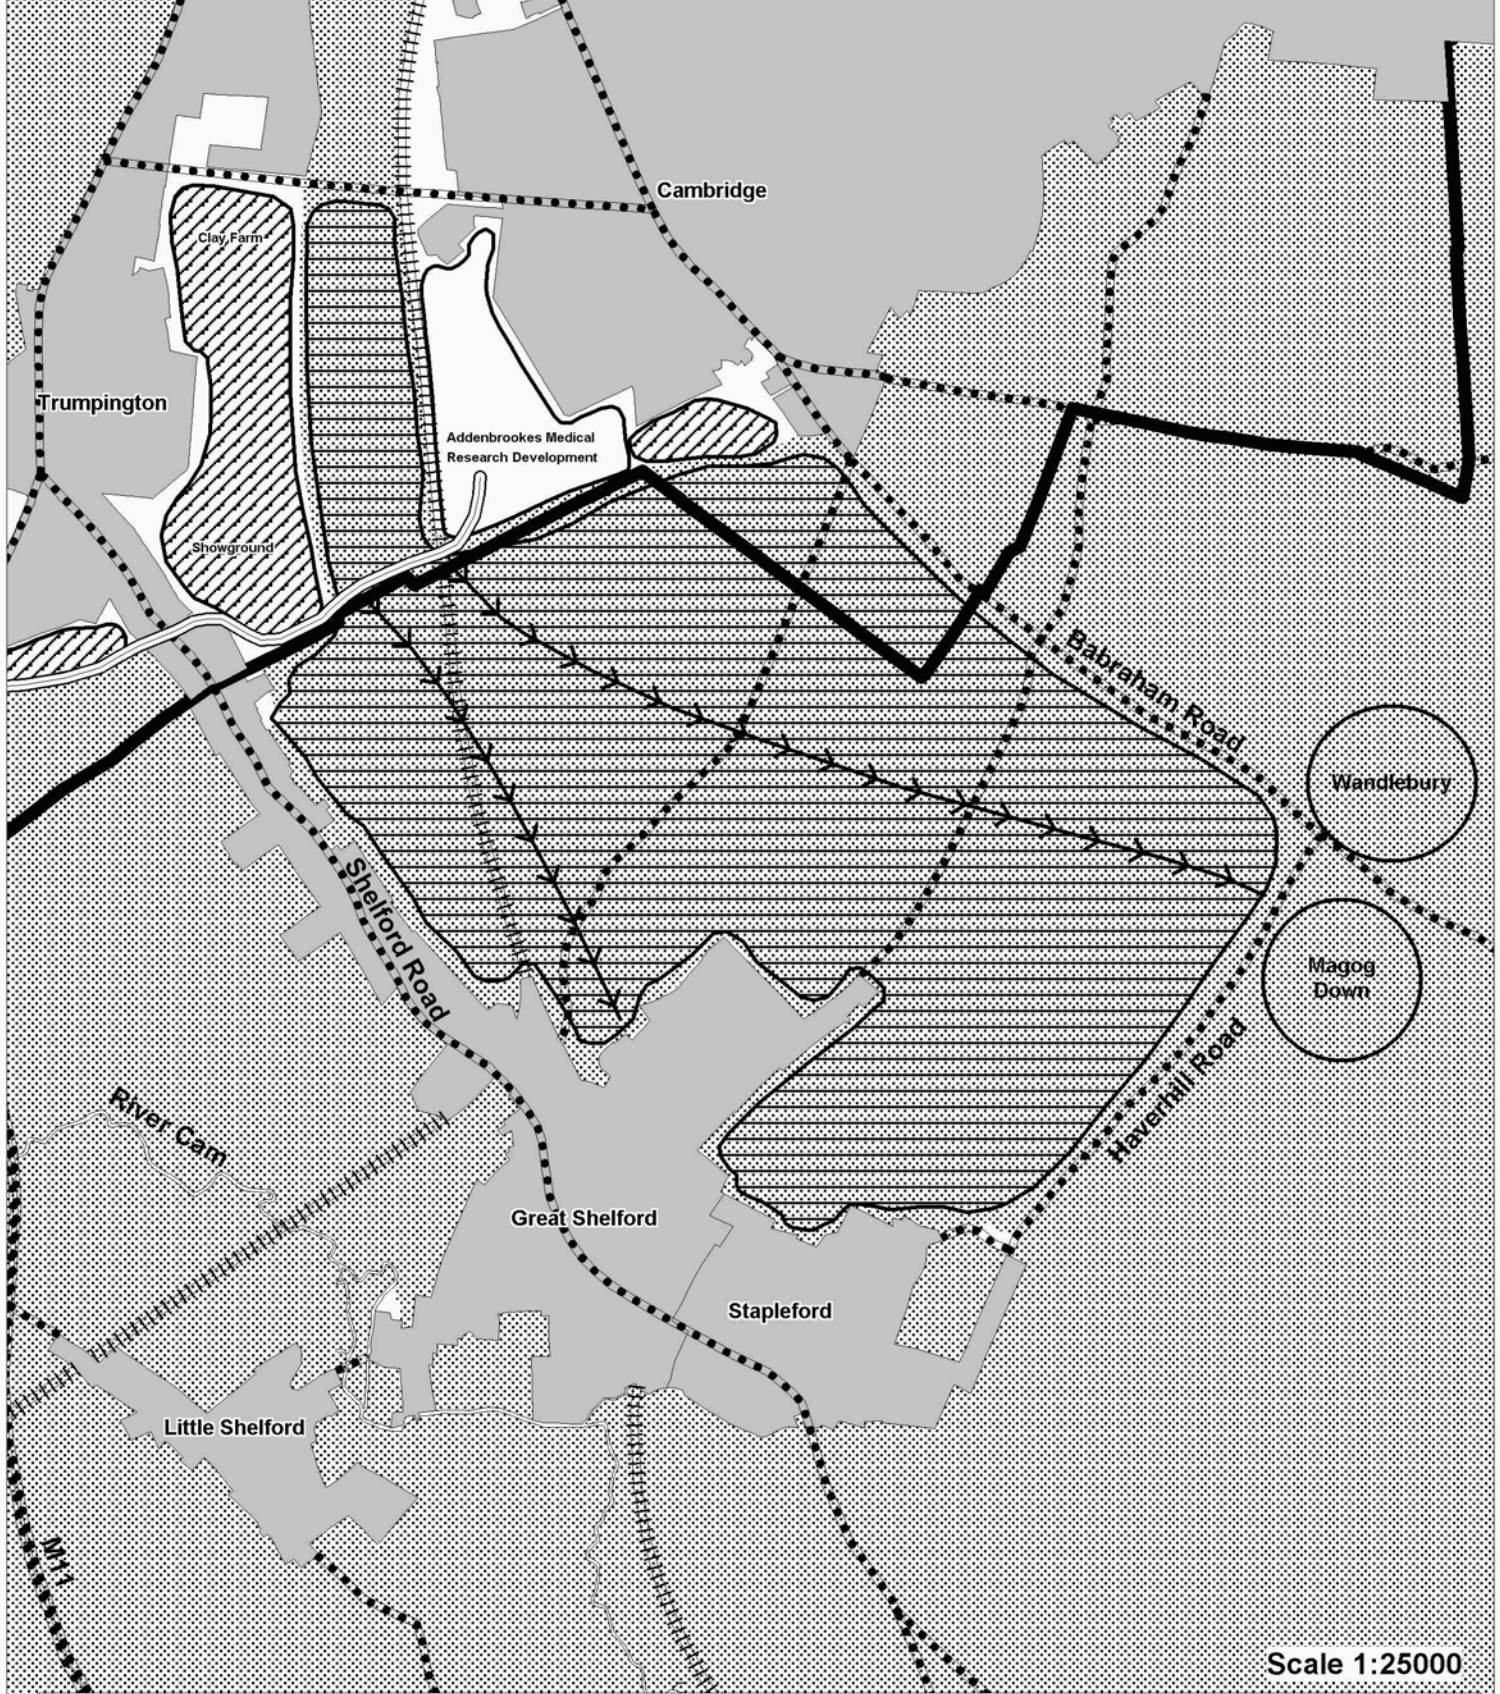 Cambridge
Clay Farm
Trumpington
Addenbrookes Medical
Research Development
Showground
Babraham Road
Wandlebury
Shelford Road
Magog
Down
Haverhill Road
River Cam
Great Shelford
Stapleford
Little Shelford
M11
Scale 1:25000